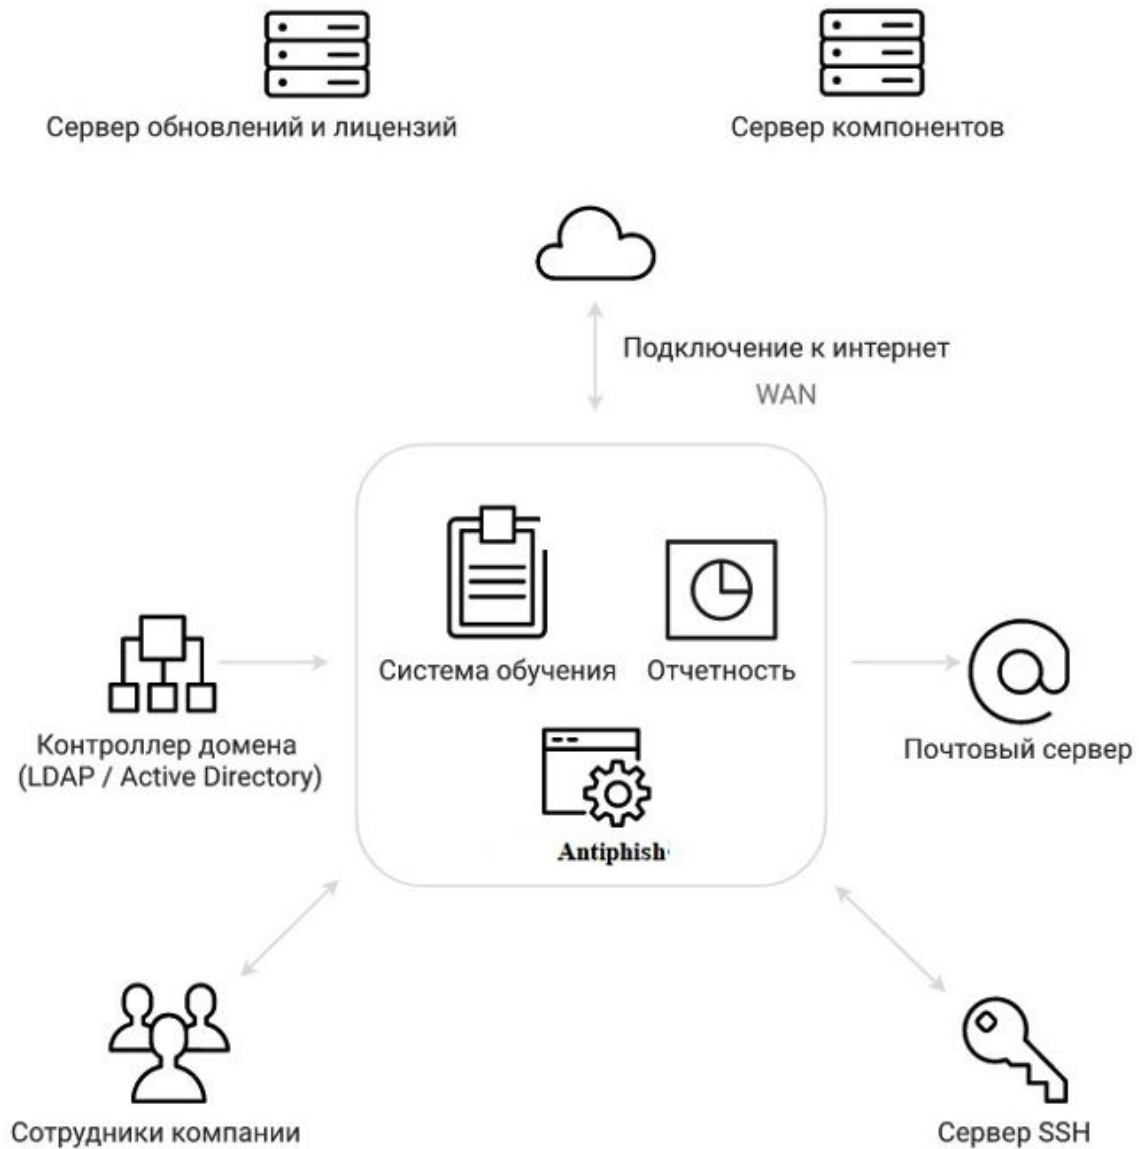 Сервер обновлений и лицензий
Сервер компонентов
Подключение к интернет
WAN
Система обучения
Отчетность
Контроллер домена
(LDAP / Active Directory)
Почтовый сервер
Antiphish
Сотрудники компании
Сервер SSH